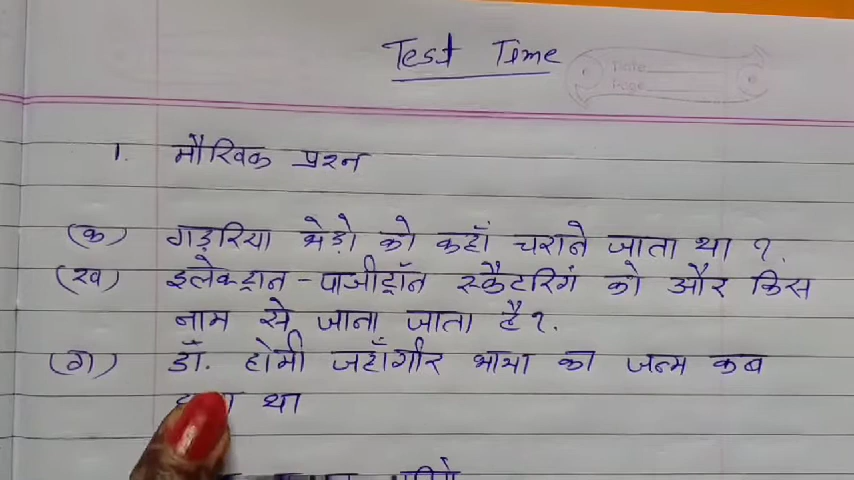 Test Time
Date
Page
1. मौखिक प्रश्न
(क) गड़रिया भेड़ो को कहाँ चराने जाता था ?
(ख) इलेक्ट्रान - पाजीट्रॉन स्कैटरिंग को और किस
नाम से जाना जाता है?.
(ग) डॉ. होमी जहाँगीर भाभा का जन्म कब
था